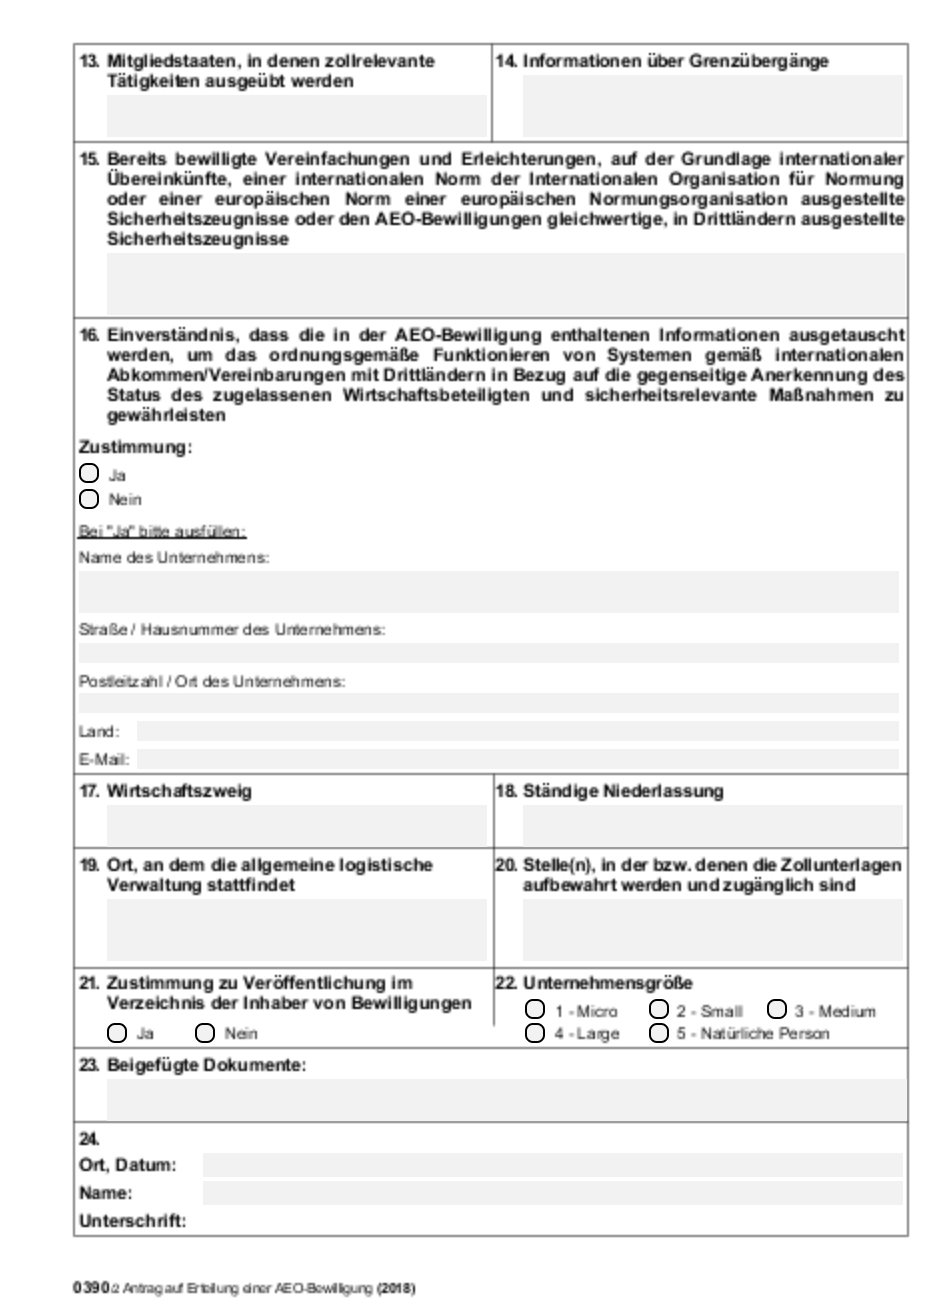 13. Mitgliedstaaten, in denen zollrelevante
Tätigkeiten ausgeübt werden
14. Informationen über Grenzübergänge
15. Bereits bewilligte Vereinfachungen und Erleichterungen, auf der Grundlage internationaler
Übereinkünfte, einer internationalen Norm der Internationalen Organisation für Normung
oder einer europäischen Norm einer europäischen Normungsorganisation ausgestellte
Sicherheitszeugnisse oder den AEO-Bewilligungen gleichwertige, in Drittländern ausgestellte
Sicherheitszeugnisse
16. Einverständnis, dass die in der AEO-Bewilligung enthaltenen Informationen ausgetauscht
werden, um das ordnungsgemäße Funktionieren von Systemen gemäß internationalen
Abkommen/Vereinbarungen mit Drittländern in Bezug auf die gegenseitige Anerkennung des
Status des zugelassenen Wirtschaftsbeteiligten und sicherheitsrelevante Maßnahmen zu
gewährleisten
Zustimmung:
Ja
Nein
Bei "Ja" bitte ausfüllen:
Name des Unternehmens:
Straße / Hausnummer des Unternehmens:
Postleitzahl / Ort des Unternehmens:
Land:
E-Mail:
17. Wirtschaftszweig
18. Ständige Niederlassung
19. Ort, an dem die allgemeine logistische
Verwaltung stattfindet
20. Stelle(n), in der bzw. denen die Zollunterlagen
aufbewahrt werden und zugänglich sind
21. Zustimmung zu Veröffentlichung im
Verzeichnis der Inhaber von Bewilligungen
Ja Nein
22. Unternehmensgröße
1 - Micro 2 - Small 3 - Medium
4 - Large 5 - Natürliche Person
23. Beigefügte Dokumente:
24.
Ort, Datum:
Name:
Unterschrift:
0390/2 Antrag auf Erteilung einer AEO-Bewilligung (2018)